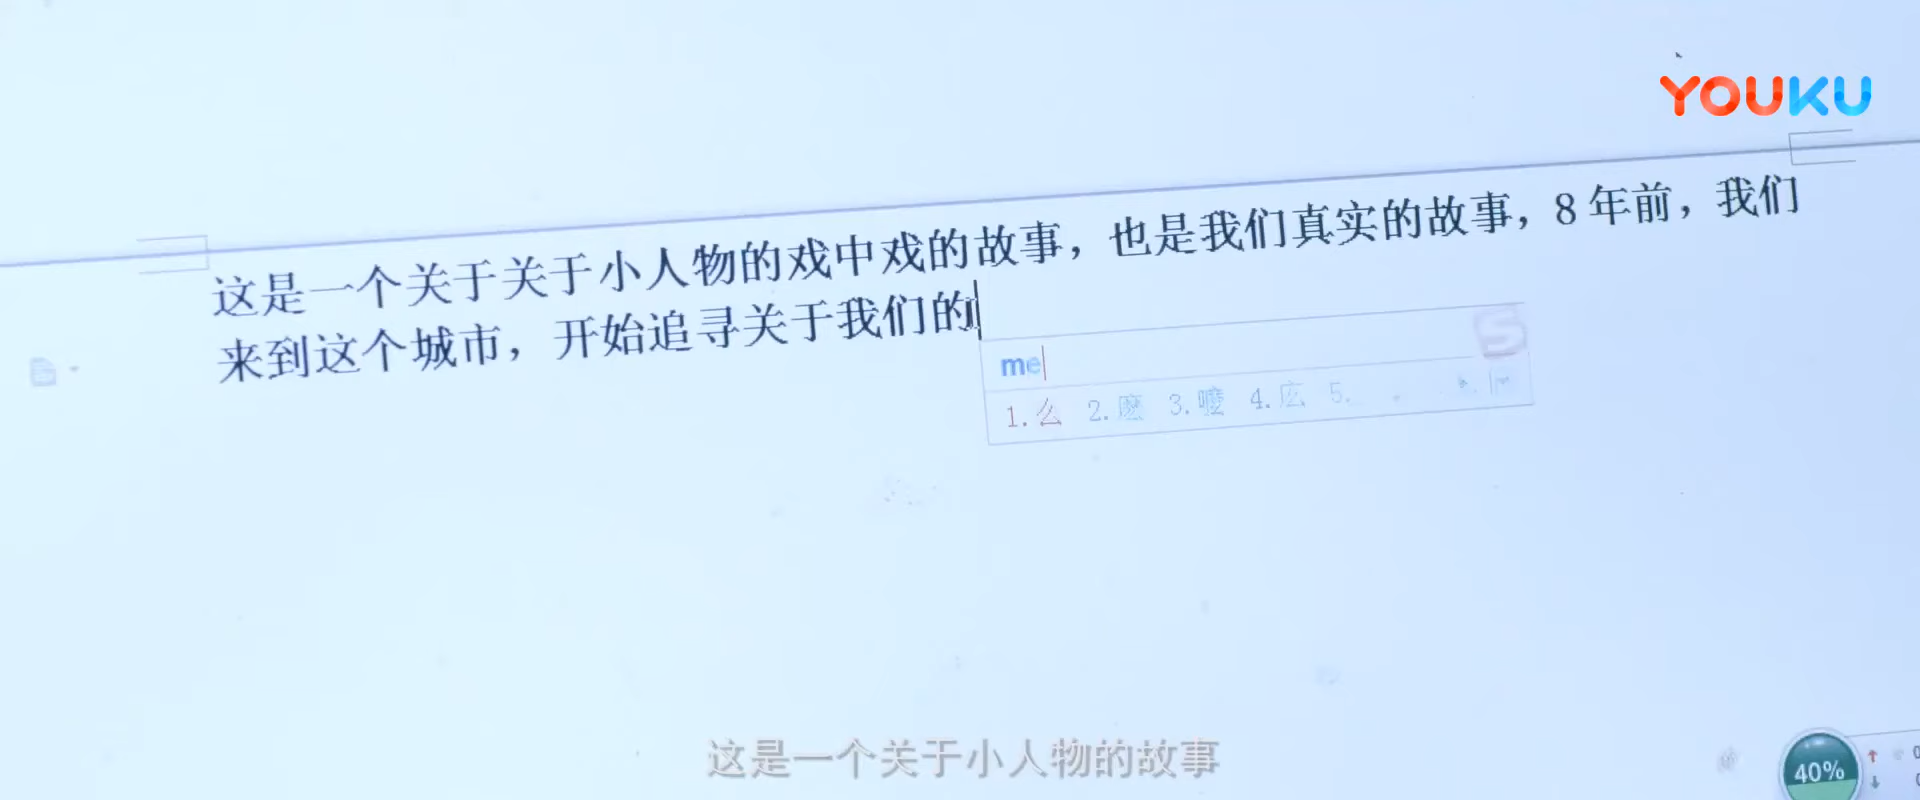 YOUKU
这是一个关于关于小人物的戏中戏的故事，也是我们真实的故事，8年前，我们
来到这个城市，开始追寻关于我们的
me
1.么 2.麽 3.嚒 4.庅 5.
这是一个关于小人物的故事
40%